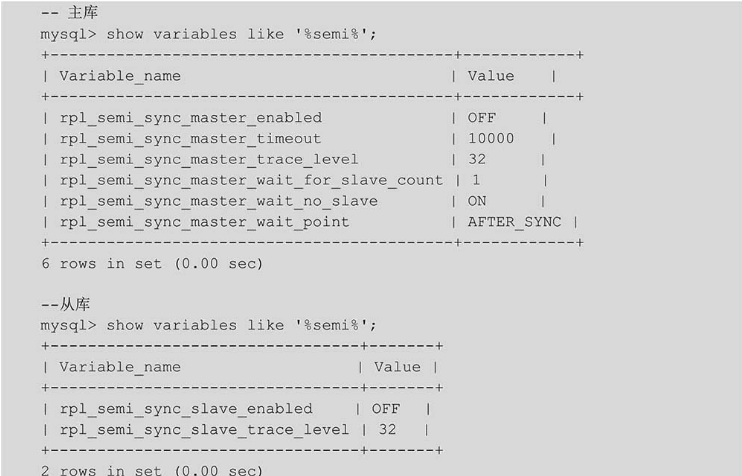 -- 主库
mysql> show variables like '%semi%';
+-------------------------------------------+------------+
| Variable_name | Value |
+-------------------------------------------+------------+
| rpl_semi_sync_master_enabled | OFF |
| rpl_semi_sync_master_timeout | 10000 |
| rpl_semi_sync_master_trace_level | 32 |
| rpl_semi_sync_master_wait_for_slave_count | 1 |
| rpl_semi_sync_master_wait_no_slave | ON |
| rpl_semi_sync_master_wait_point | AFTER_SYNC |
+-------------------------------------------+------------+
6 rows in set (0.00 sec)
--从库
mysql> show variables like '%semi%';
+---------------------------------+-------+
| Variable_name | Value |
+---------------------------------+-------+
| rpl_semi_sync_slave_enabled | OFF |
| rpl_semi_sync_slave_trace_level | 32 |
+---------------------------------+-------+
2 rows in set (0.00 sec)